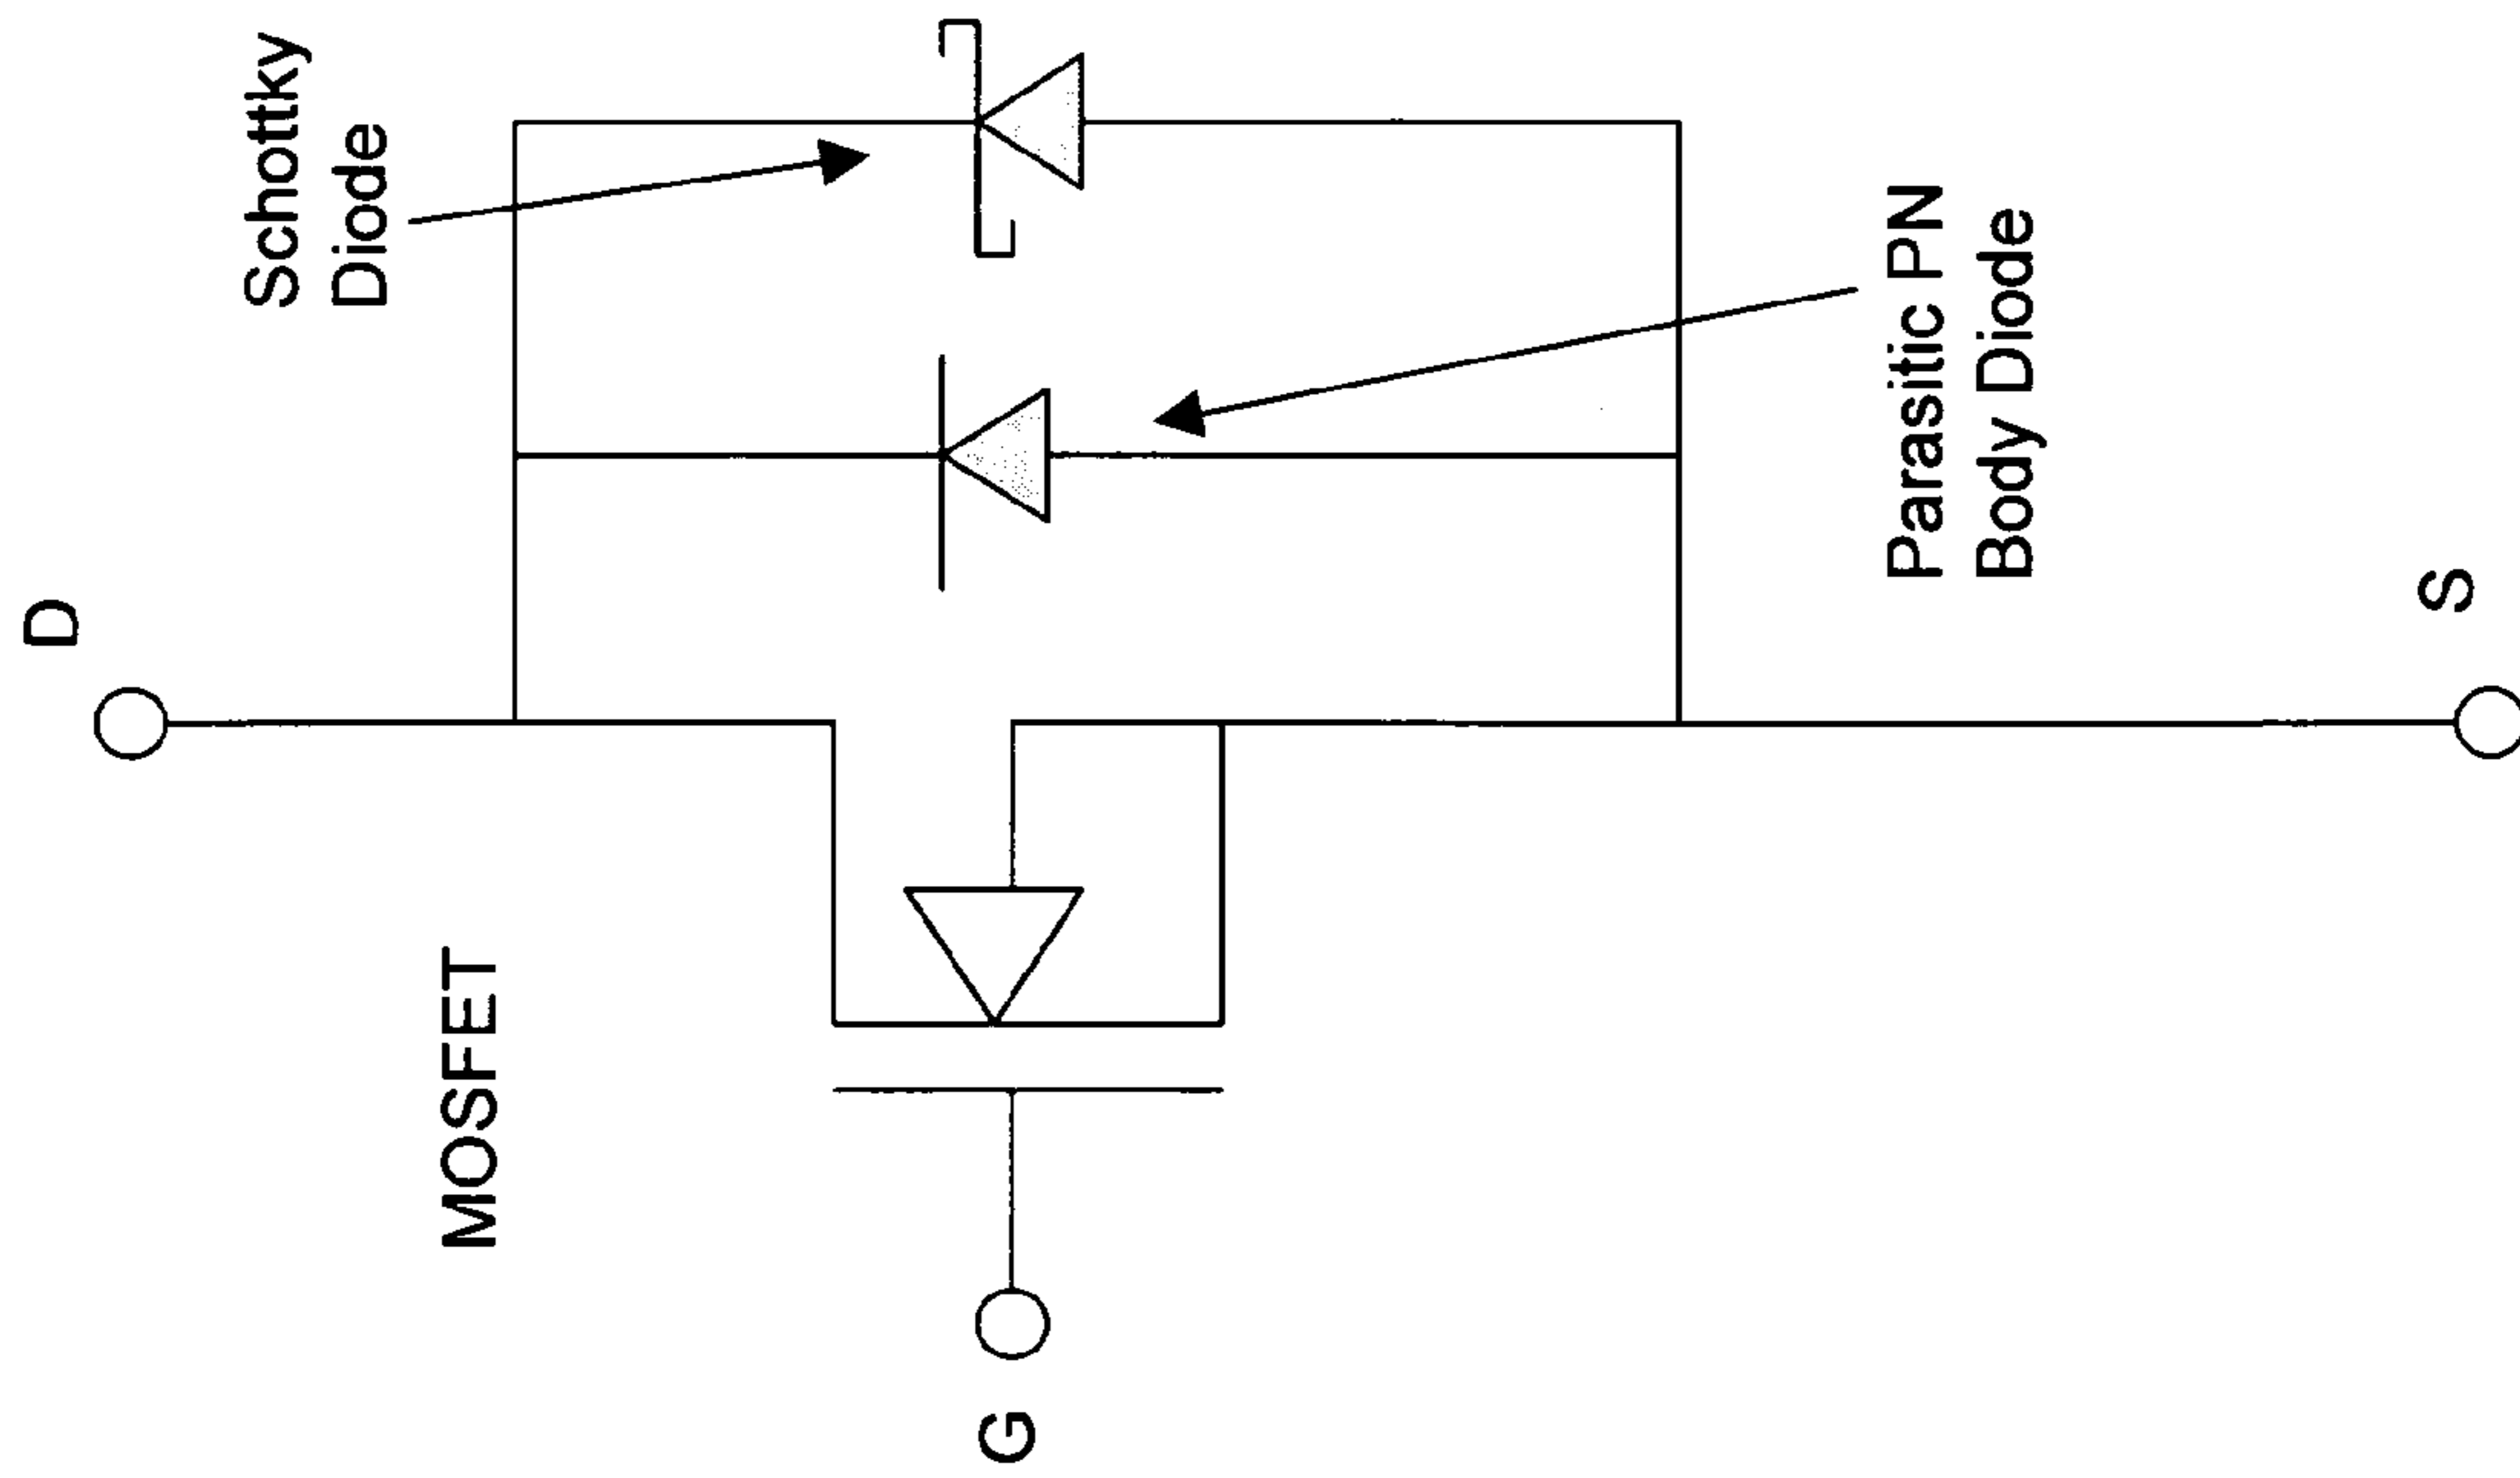 D
Schottky
Diode
MOSFET
G
Parasitic PN
Body Diode
S